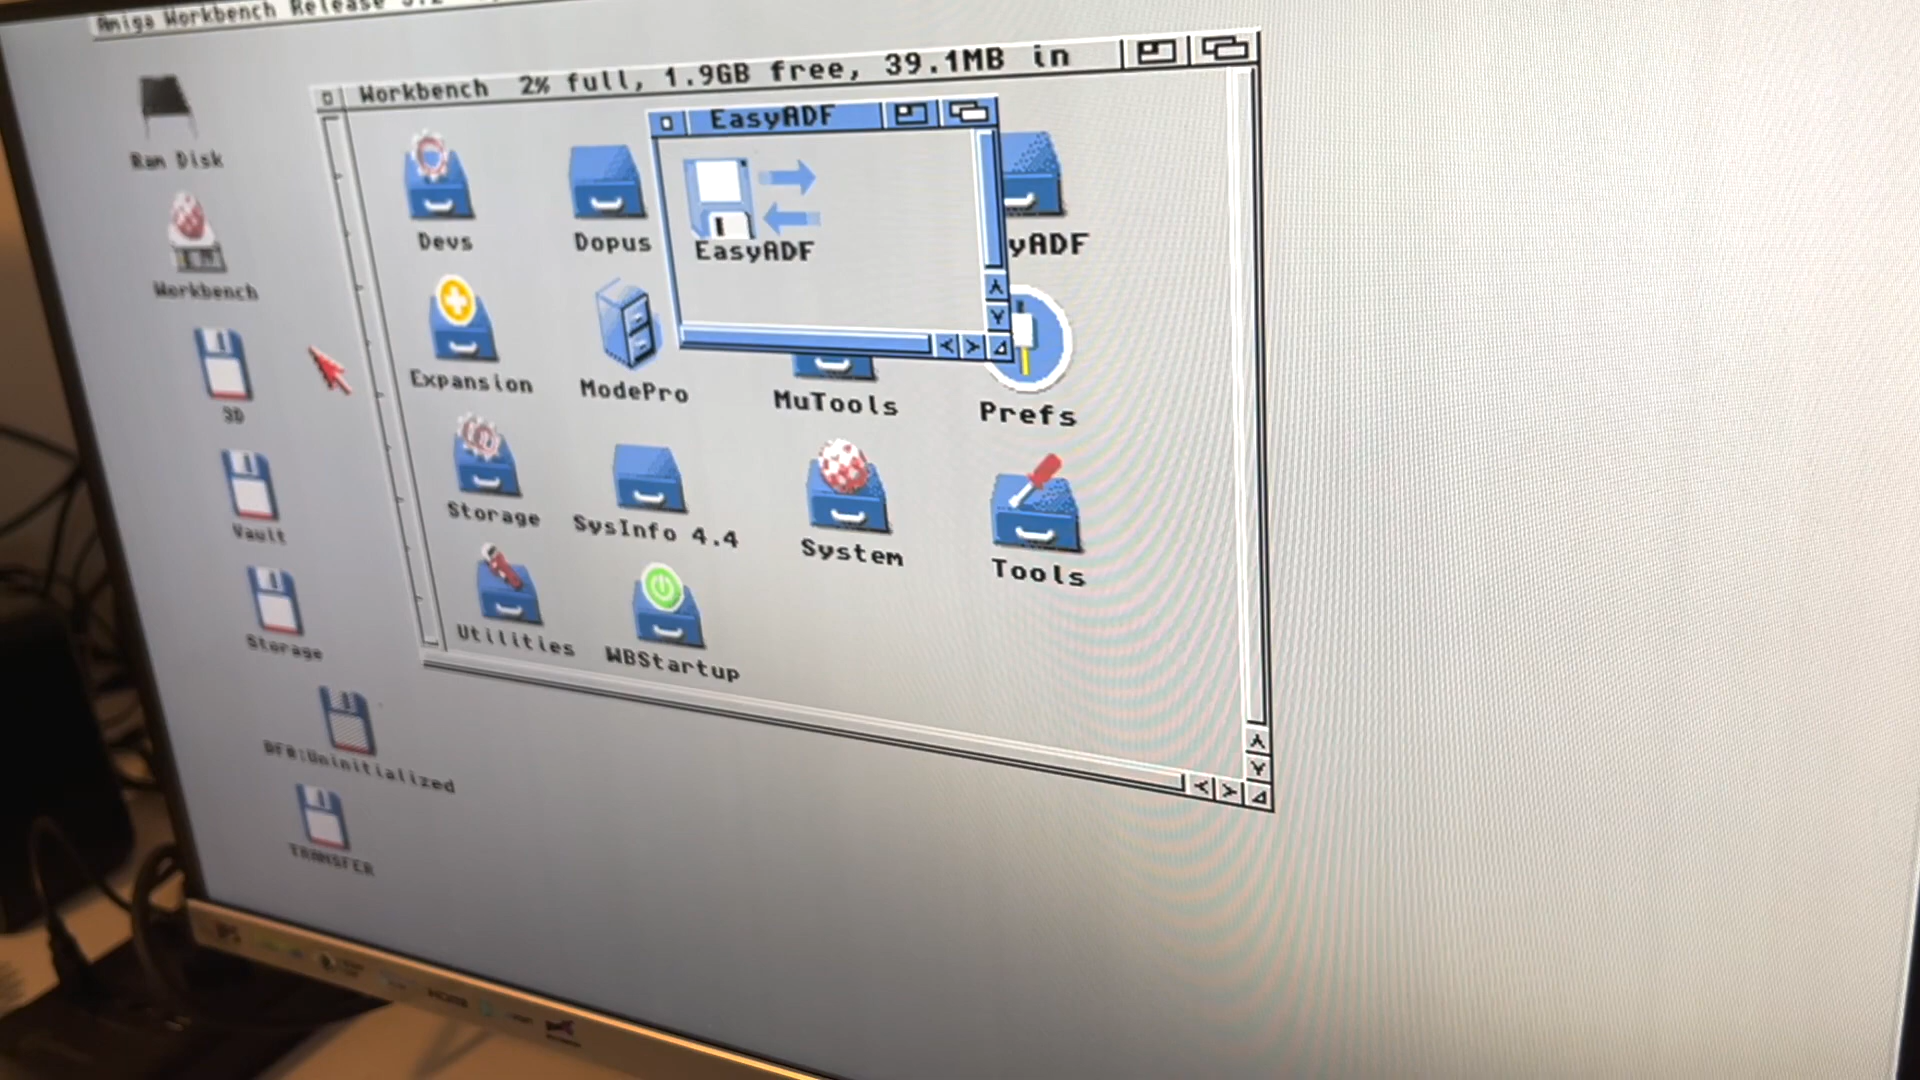 Amiga Workbench Release 3.2
Ram Disk
Workbench
3D
Vault
Storage
DF0:Uninitialized
TRANSFER
Workbench 2% full, 1.9GB free, 39.1MB in
Devs
Dopus
yADF
Expansion
ModePro
MuTools
Prefs
Storage
SysInfo 4.4
System
Tools
Utilities
WBStartup
EasyADF
EasyADF